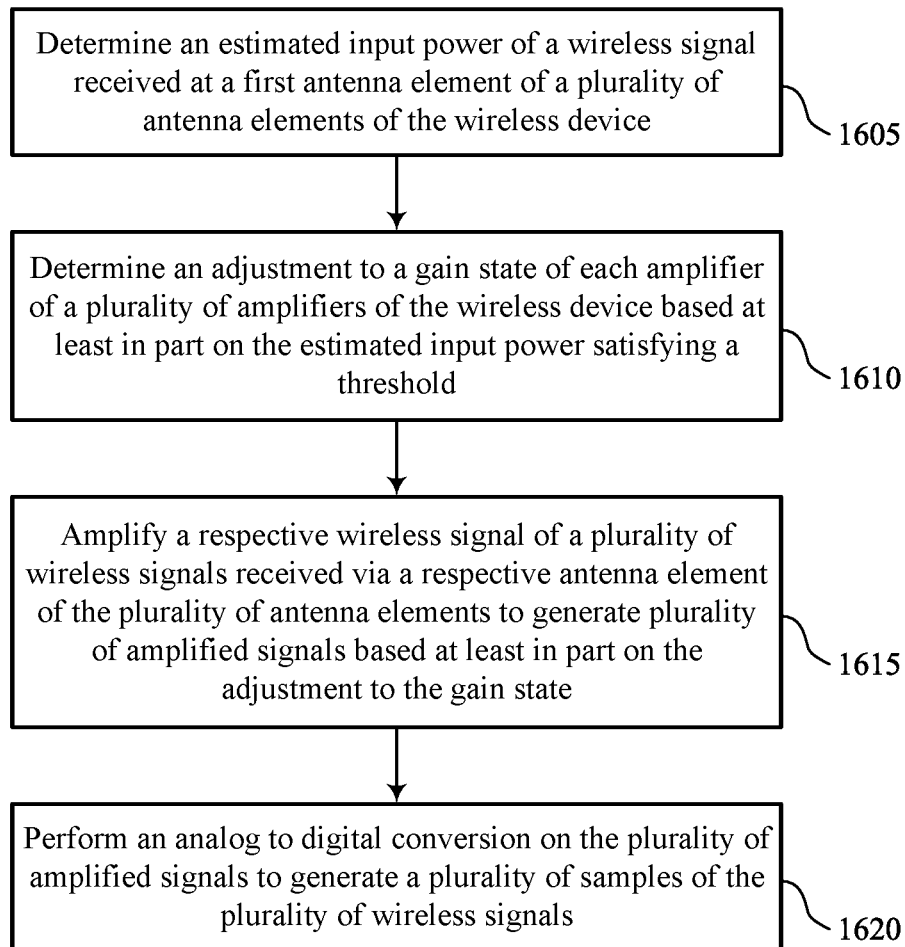 Determine an estimated input power of a wireless signal
received at a first antenna element of a plurality of
antenna elements of the wireless device
1605
Determine an adjustment to a gain state of each amplifier
of a plurality of amplifiers of the wireless device based at
least in part on the estimated input power satisfying a
threshold
1610
Amplify a respective wireless signal of a plurality of
wireless signals received via a respective antenna element
of the plurality of antenna elements to generate plurality
of amplified signals based at least in part on the
adjustment to the gain state
1615
Perform an analog to digital conversion on the plurality of
amplified signals to generate a plurality of samples of the
plurality of wireless signals
1620